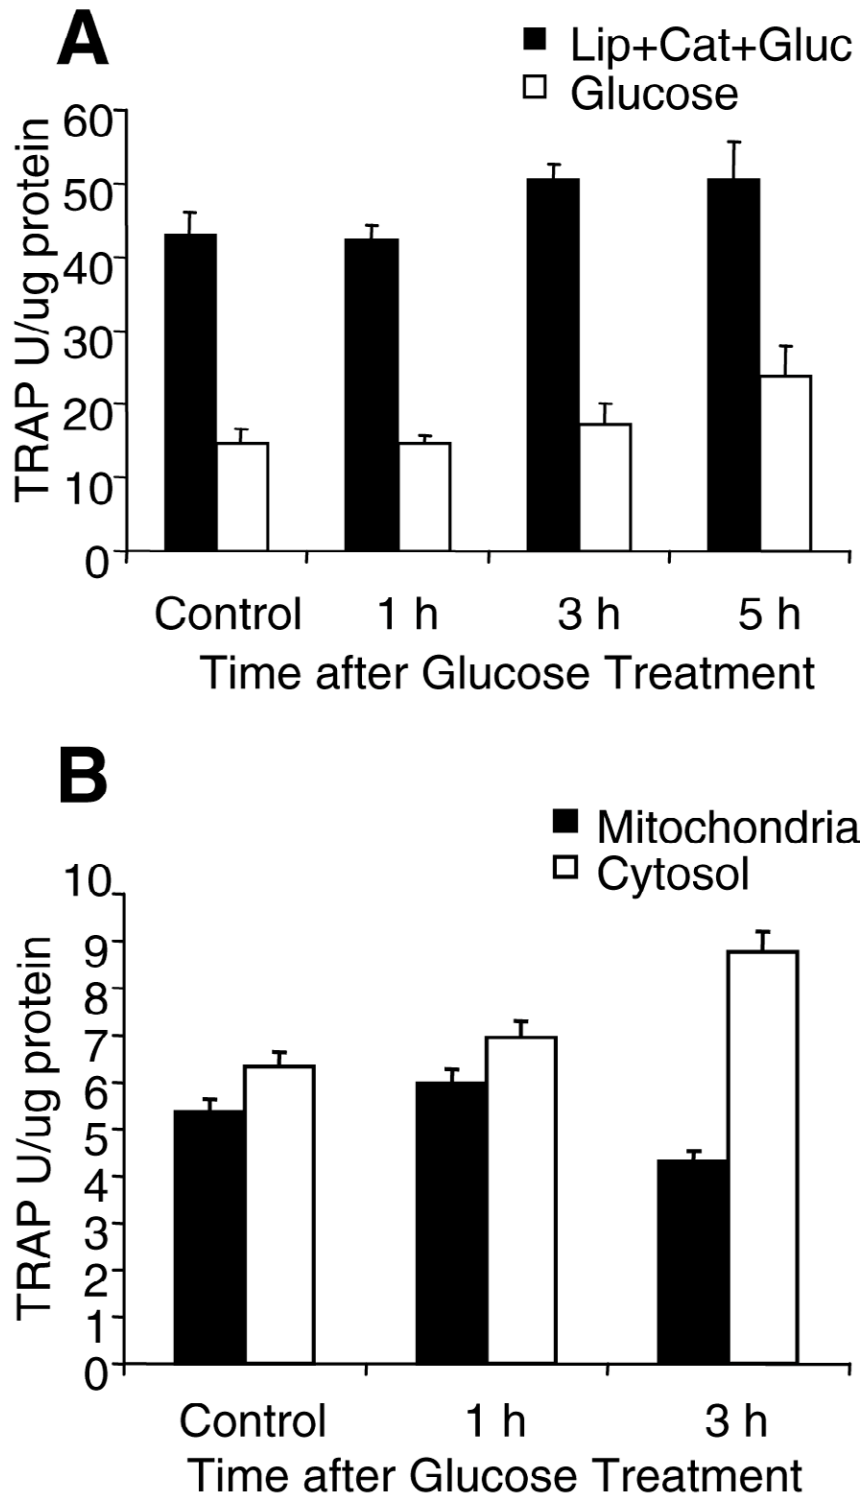 A
Lip+Cat+Gluc
Glucose
TRAP U/ug protein
60
50
40
30
20
10
0
Control 1 h 3 h 5 h
Time after Glucose Treatment
B
Mitochondria
Cytosol
TRAP U/ug protein
10
9
8
7
6
5
4
3
2
1
0
Control 1 h 3 h
Time after Glucose Treatment